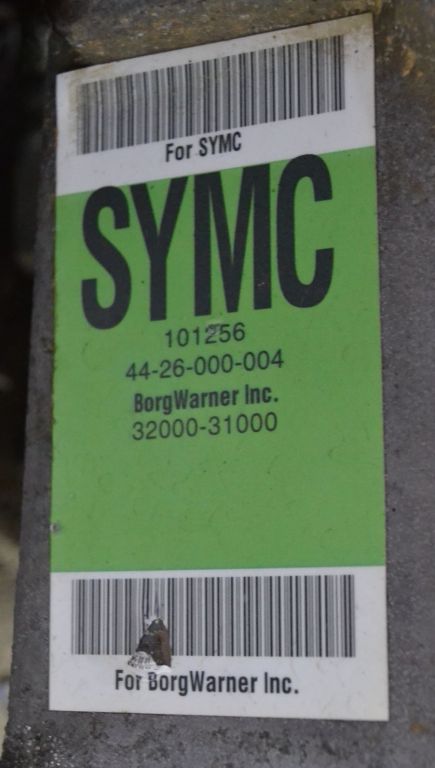 For SYMC
SYMC
101256
44-26-000-004
BorgWarner Inc.
32000-31000
For BorgWarner Inc.